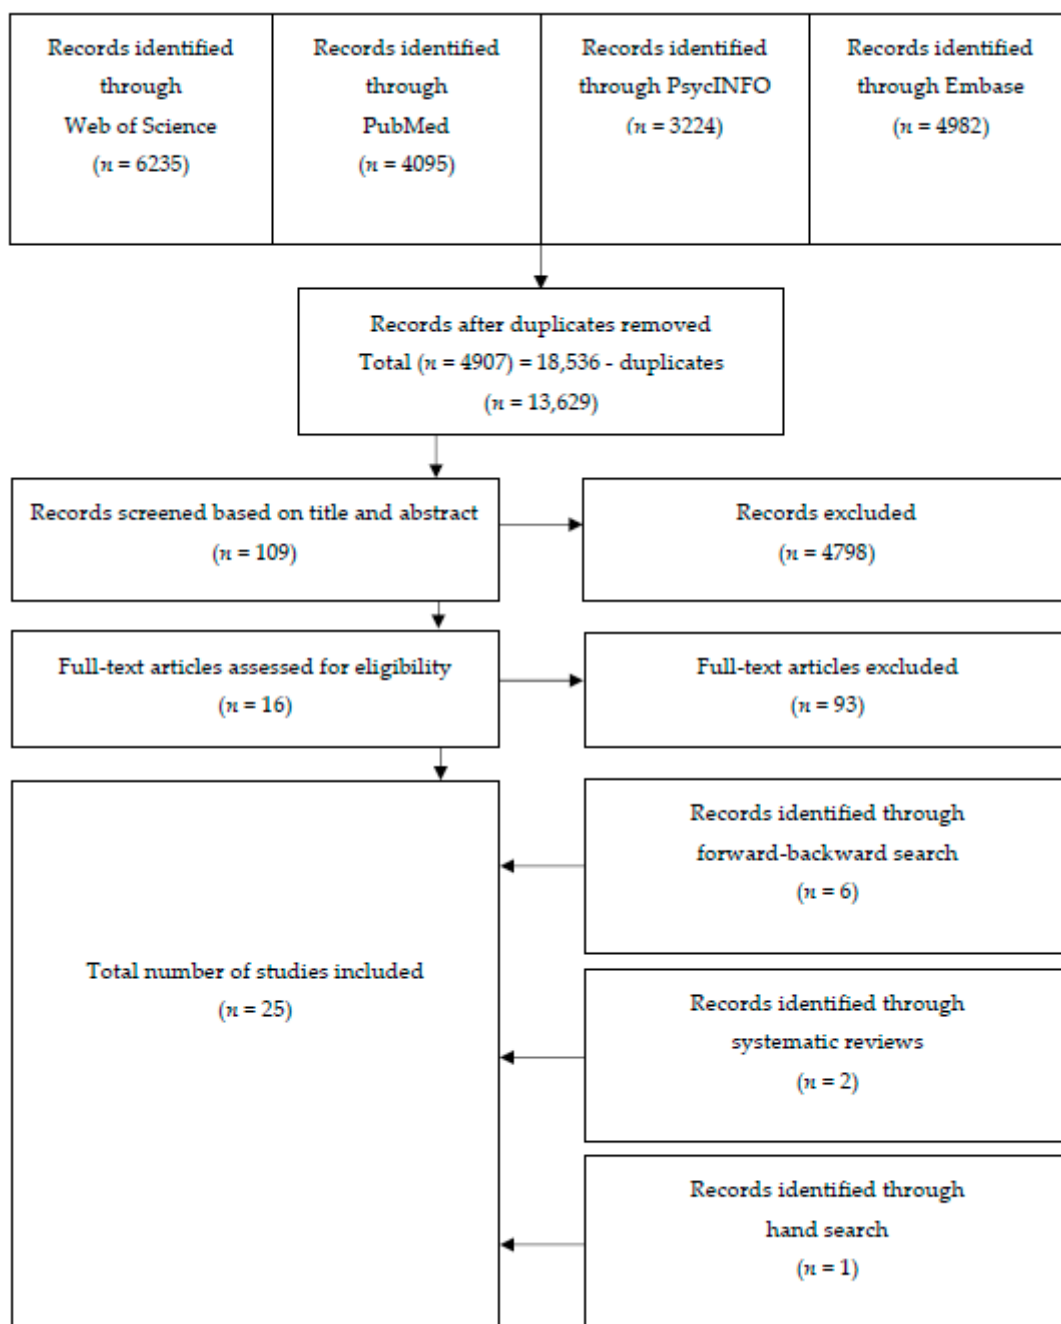 Records identified
through
Web of Science
(n = 6235)
Records identified
through
PubMed
(n = 4095)
Records identified
through PsycINFO
(n = 3224)
Records identified
through Embase
(n = 4982)
Records after duplicates removed
Total (n = 4907) = 18,536 - duplicates
(n = 13,629)
Records screened based on title and abstract
(n = 109)
Records excluded
(n = 4798)
Full-text articles assessed for eligibility
(n = 16)
Full-text articles excluded
(n = 93)
Total number of studies included
(n = 25)
Records identified through
forward-backward search
(n = 6)
Records identified through
systematic reviews
(n = 2)
Records identified through
hand search
(n = 1)